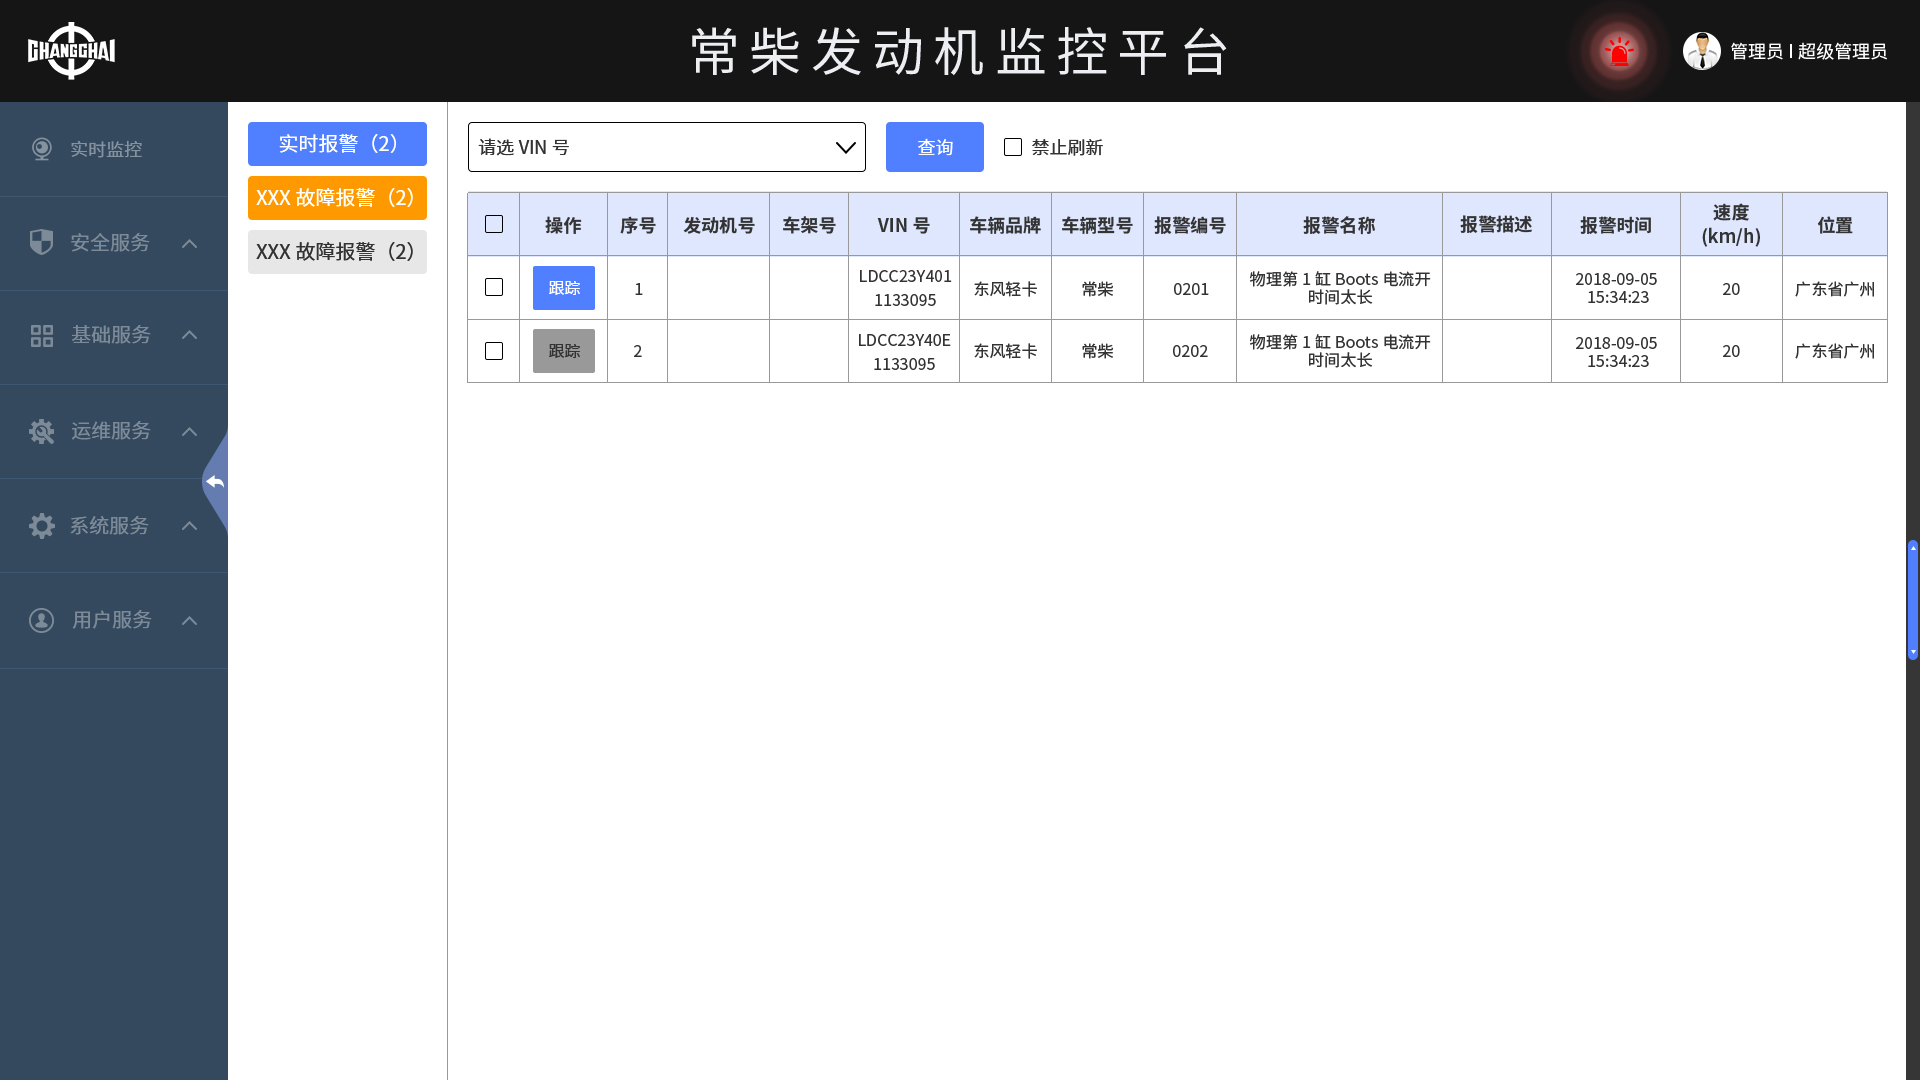 CHANGCHAI
常柴发动机监控平台
管理员 I 超级管理员
实时监控
安全服务
基础服务
运维服务
系统服务
用户服务
实时报警（2）
XXX 故障报警（2）
XXX 故障报警（2）
请选 VIN 号
查询
禁止刷新
操作 序号 发动机号 车架号 VIN 号 车辆品牌 车辆型号 报警编号 报警名称 报警描述 报警时间 速度 (km/h) 位置
跟踪 1 LDCC23Y401 1133095 东风轻卡 常柴 0201 物理第 1 缸 Boots 电流开时间太长 2018-09-05 15:34:23 20 广东省广州
跟踪 2 LDCC23Y40E 1133095 东风轻卡 常柴 0202 物理第 1 缸 Boots 电流开时间太长 2018-09-05 15:34:23 20 广东省广州